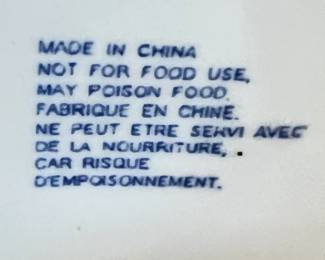 MADE IN CHINA
NOT FOR FOOD USE,
MAY POISON FOOD.
FABRIQUE EN CHINE.
NE PEUT ETRE SERVI AVEC
DE LA NOURRITURE,
CAR RISQUE
D'EMPOISONNEMENT.